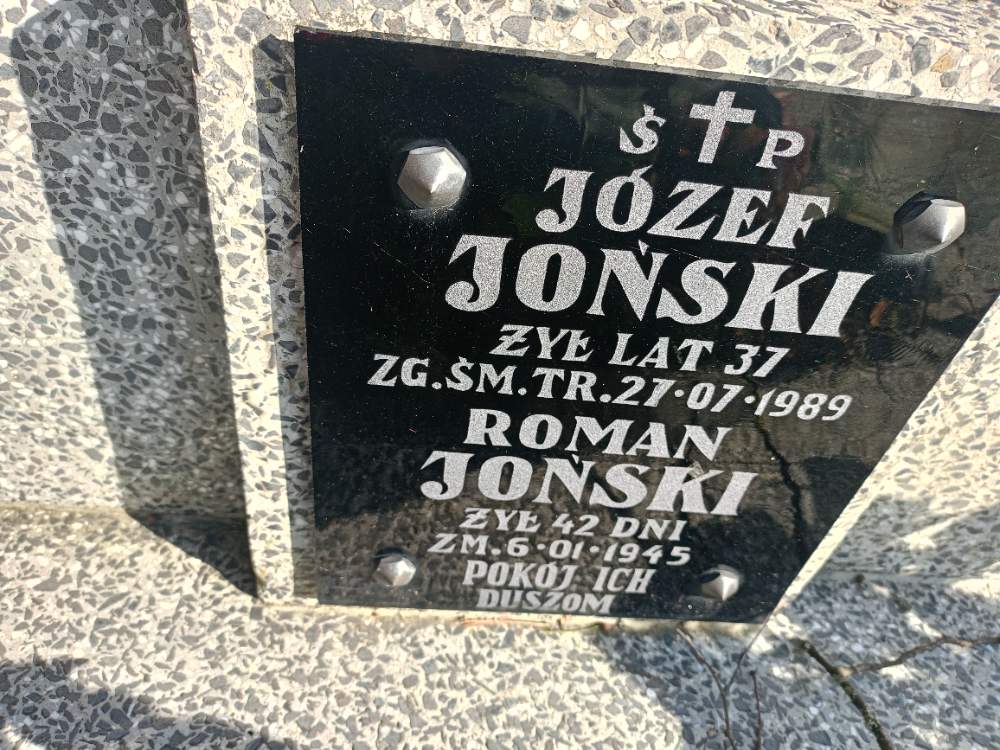 Ś P
JÓZEF
JOŃSKI
ŻYŁ LAT 37
ZG.ŚM.TR.27·07·1989
ROMAN
JOŃSKI
ŻYŁ 42 DNI
ZM.6·01·1945
POKÓJ ICH
DUSZOM